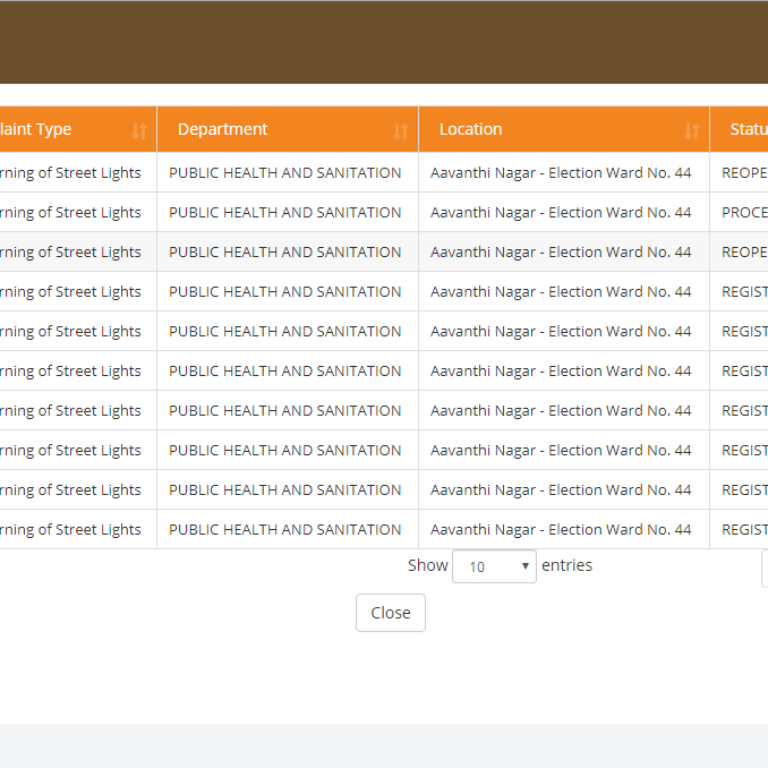 laint Type Department Location Statu
rning of Street Lights PUBLIC HEALTH AND SANITATION Aavanthi Nagar - Election Ward No. 44 REOPE
rning of Street Lights PUBLIC HEALTH AND SANITATION Aavanthi Nagar - Election Ward No. 44 PROCE
rning of Street Lights PUBLIC HEALTH AND SANITATION Aavanthi Nagar - Election Ward No. 44 REOPE
rning of Street Lights PUBLIC HEALTH AND SANITATION Aavanthi Nagar - Election Ward No. 44 REGIST
rning of Street Lights PUBLIC HEALTH AND SANITATION Aavanthi Nagar - Election Ward No. 44 REGIST
rning of Street Lights PUBLIC HEALTH AND SANITATION Aavanthi Nagar - Election Ward No. 44 REGIST
rning of Street Lights PUBLIC HEALTH AND SANITATION Aavanthi Nagar - Election Ward No. 44 REGIST
rning of Street Lights PUBLIC HEALTH AND SANITATION Aavanthi Nagar - Election Ward No. 44 REGIST
rning of Street Lights PUBLIC HEALTH AND SANITATION Aavanthi Nagar - Election Ward No. 44 REGIST
rning of Street Lights PUBLIC HEALTH AND SANITATION Aavanthi Nagar - Election Ward No. 44 REGIST
Show 10 entries
Close